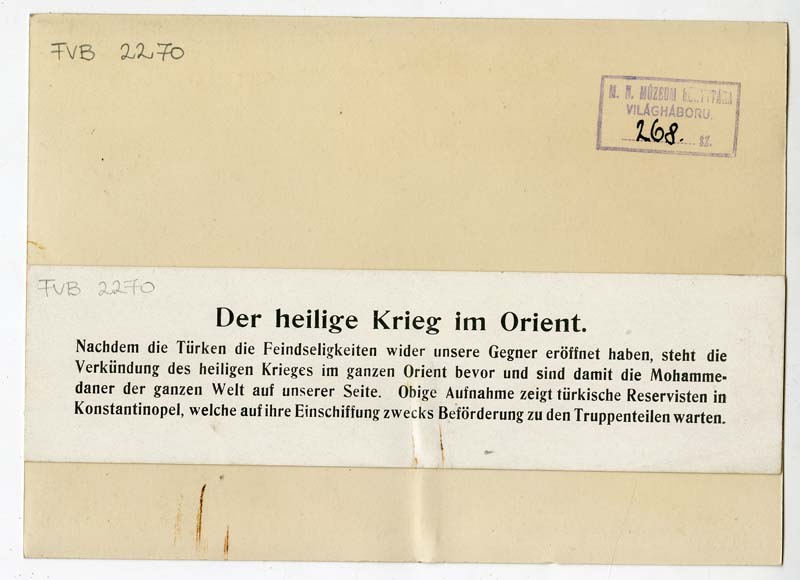 FVB 2270
M. N. MÚZEUM KÖNYVTÁRA
VILÁGHÁBORU.
268. SZ.
FVB 2270
Der heilige Krieg im Orient.
Nachdem die Türken die Feindseligkeiten wider unsere Gegner eröffnet haben, steht die
Verkündung des heiligen Krieges im ganzen Orient bevor und sind damit die Mohamme-
daner der ganzen Welt auf unserer Seite. Obige Aufnahme zeigt türkische Reservisten in
Konstantinopel, welche auf ihre Einschiffung zwecks Beförderung zu den Truppenteilen warten.